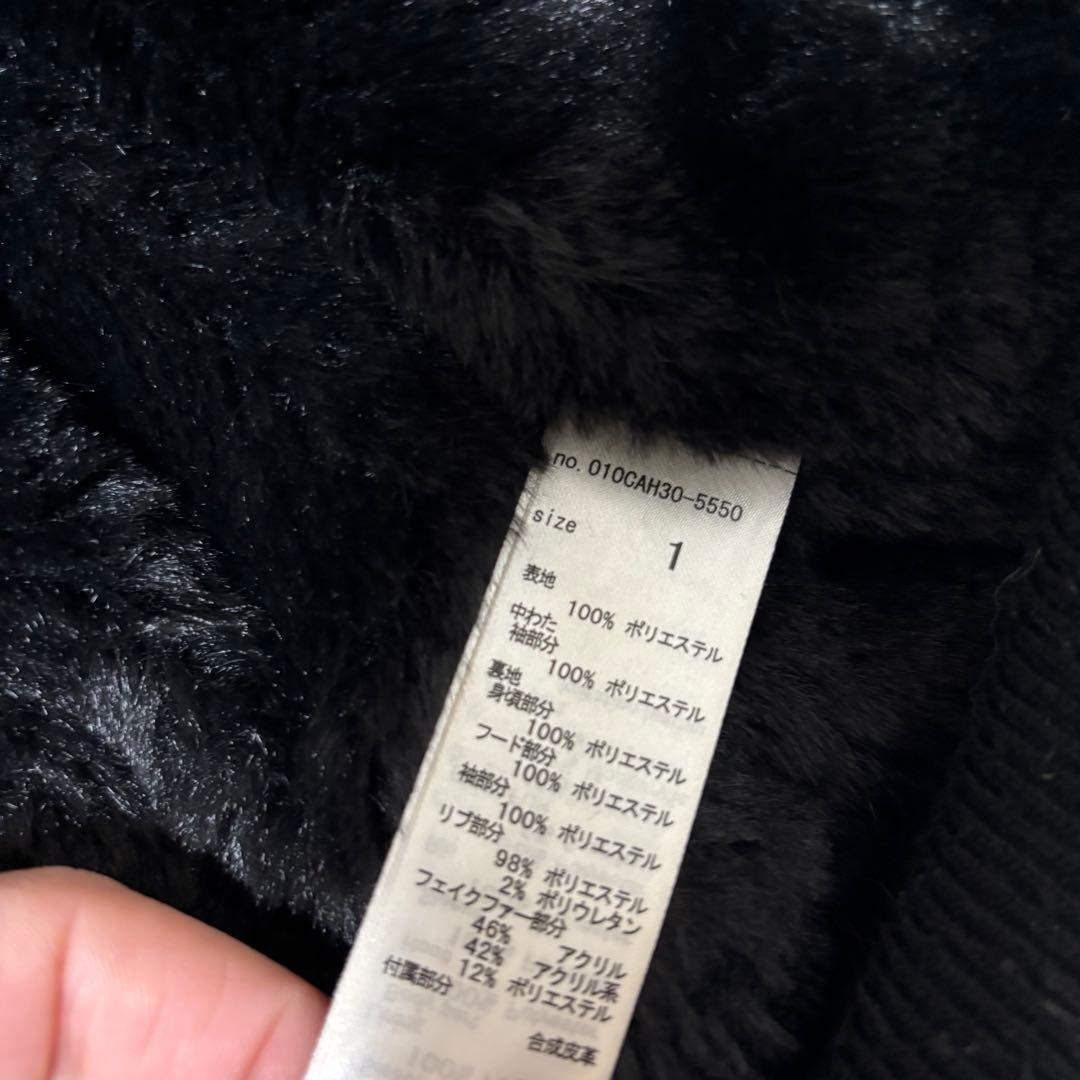 no. 010CAH30-5550
size
1
表地
100% ポリエステル
中わた
袖部分
100% ポリエステル
裏地
身頃部分
100% ポリエステル
フード部分
100% ポリエステル
袖部分
100% ポリエステル
リブ部分
98% ポリエステル
2% ポリウレタン
フェイクファー部分
46% アクリル
42% アクリル系
12% ポリエステル
付属部分
合成皮革